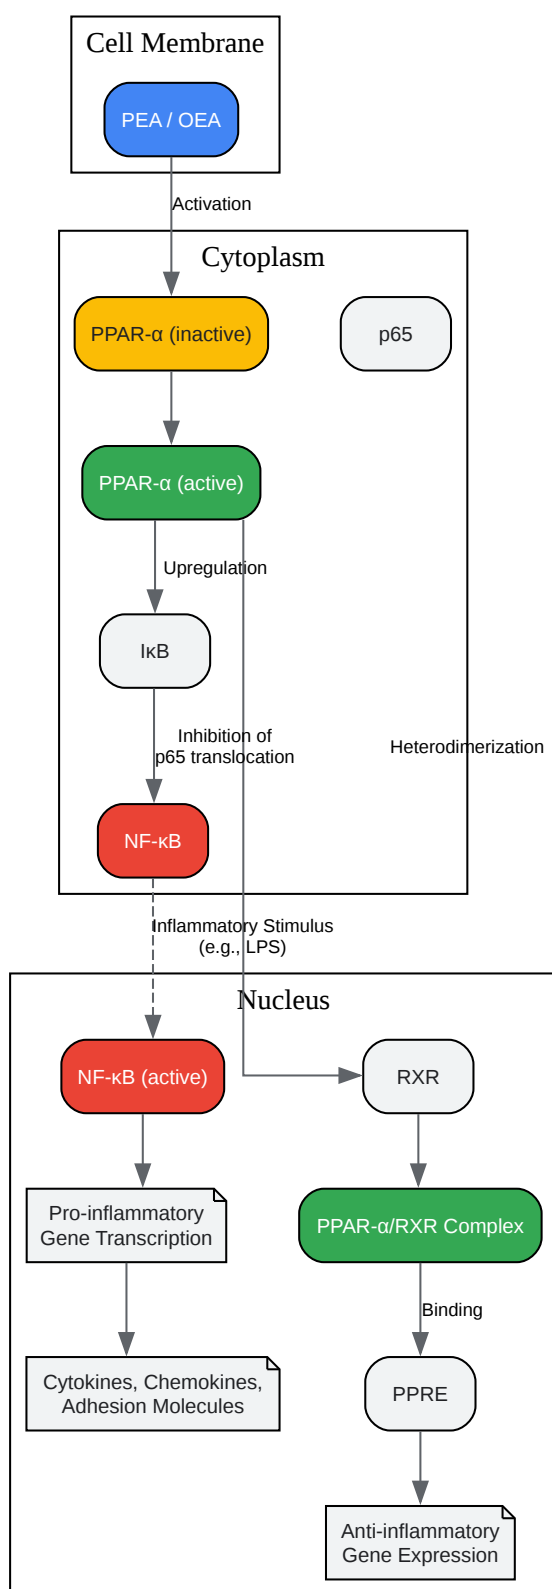 Cell Membrane
PEA / OEA
Activation
Cytoplasm
PPAR-α (inactive)
p65
PPAR-α (active)
Upregulation
IκB
Inhibition of
p65 translocation
Heterodimerization
NF-κB
Inflammatory Stimulus
(e.g., LPS)
Nucleus
NF-κB (active)
RXR
Pro-inflammatory
Gene Transcription
PPAR-α/RXR Complex
Binding
Cytokines, Chemokines,
Adhesion Molecules
PPRE
Anti-inflammatory
Gene Expression